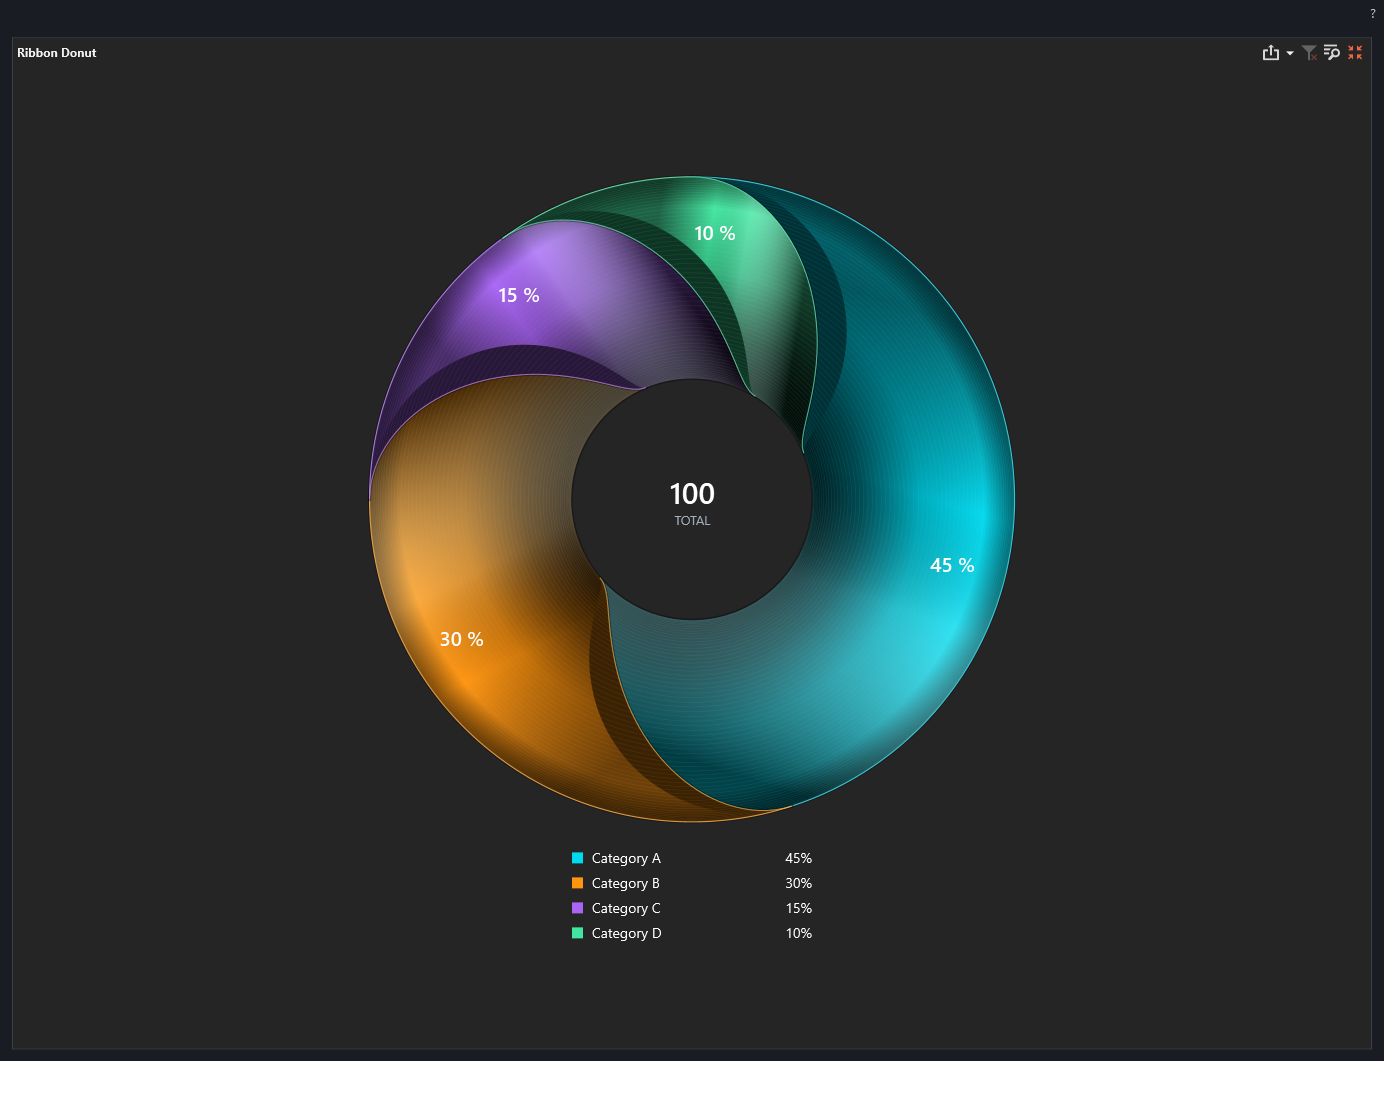 ?
Ribbon Donut
10 %
15 %
100
TOTAL
45 %
30 %
Category A 45%
Category B 30%
Category C 15%
Category D 10%